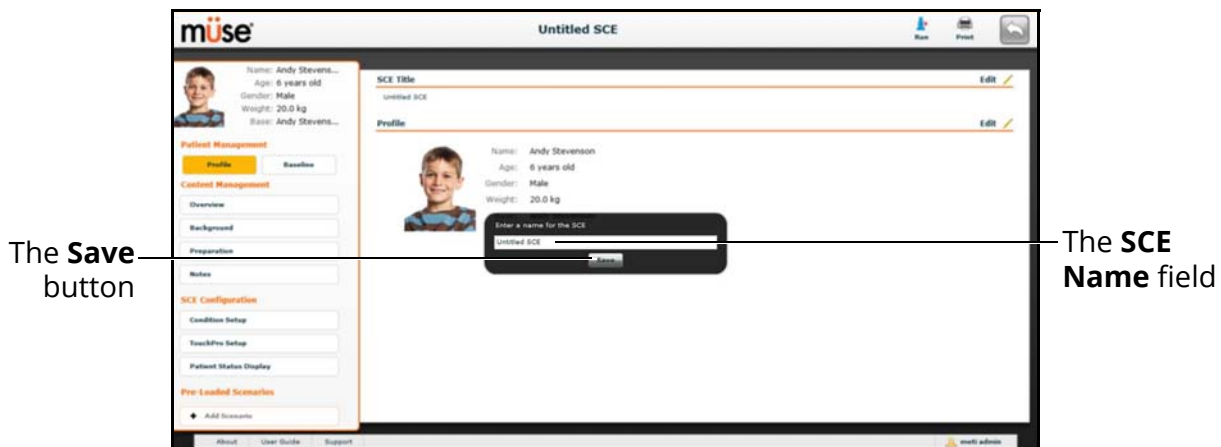 müse
Untitled SCE
Run
Print
Name: Andy Stevens...
Age: 6 years old
Gender: Male
Weight: 20.0 kg
Base: Andy Stevens...
Patient Management
Profile
Baseline
Content Management
Overview
Background
Preparation
Notes
SCE Configuration
Condition Setup
TouchPro Setup
Patient Status Display
Pre-Loaded Scenarios
+ Add Scenario
SCE Title
Edit
Untitled SCE
Profile
Edit
Name: Andy Stevenson
Age: 6 years old
Gender: Male
Weight: 20.0 kg
Enter a name for the SCE
Untitled SCE
Save
The Save
button
The SCE
Name field
About
User Guide
Support
meti admin